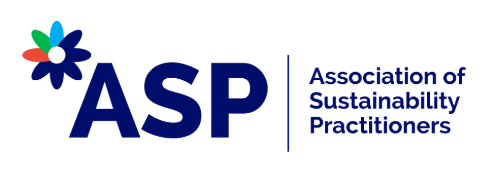 ASP
Association of
Sustainability
Practitioners